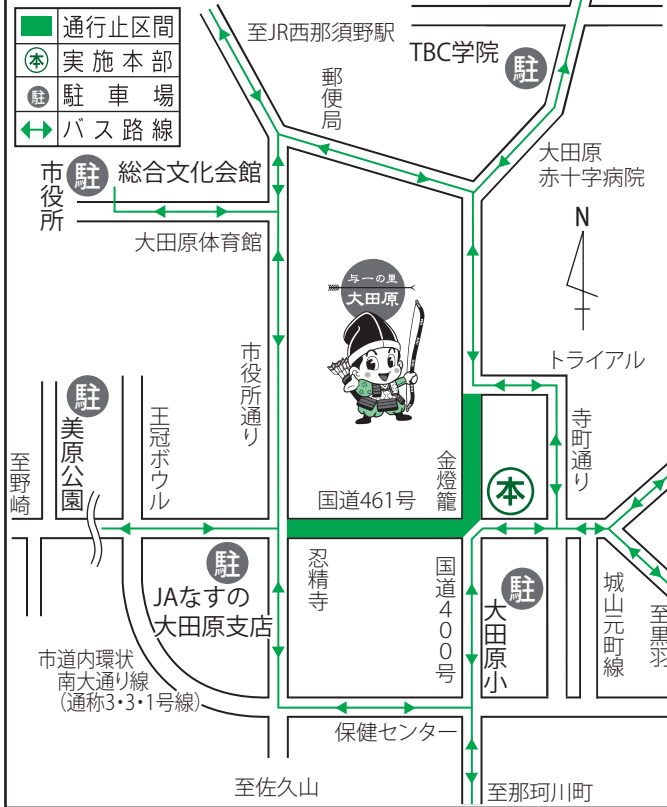 通行止区間
本 実施本部
駐 駐車場
バス路線
至JR西那須野駅
TBC学院
駐
郵便局
大田原
赤十字病院
市役所
駐
総合文化会館
大田原体育館
N
与一の里
大田原
トライアル
市役所通り
駐
美原公園
王冠ボウル
至野崎
金燈籠
寺町通り
国道461号
本
駐
JAなすの
大田原支店
忍精寺
国道400号
駐
大田原小
城山元町線
至黒羽
市道内環状
南大通り線
（通称3・3・1号線）
保健センター
至佐久山
至那珂川町